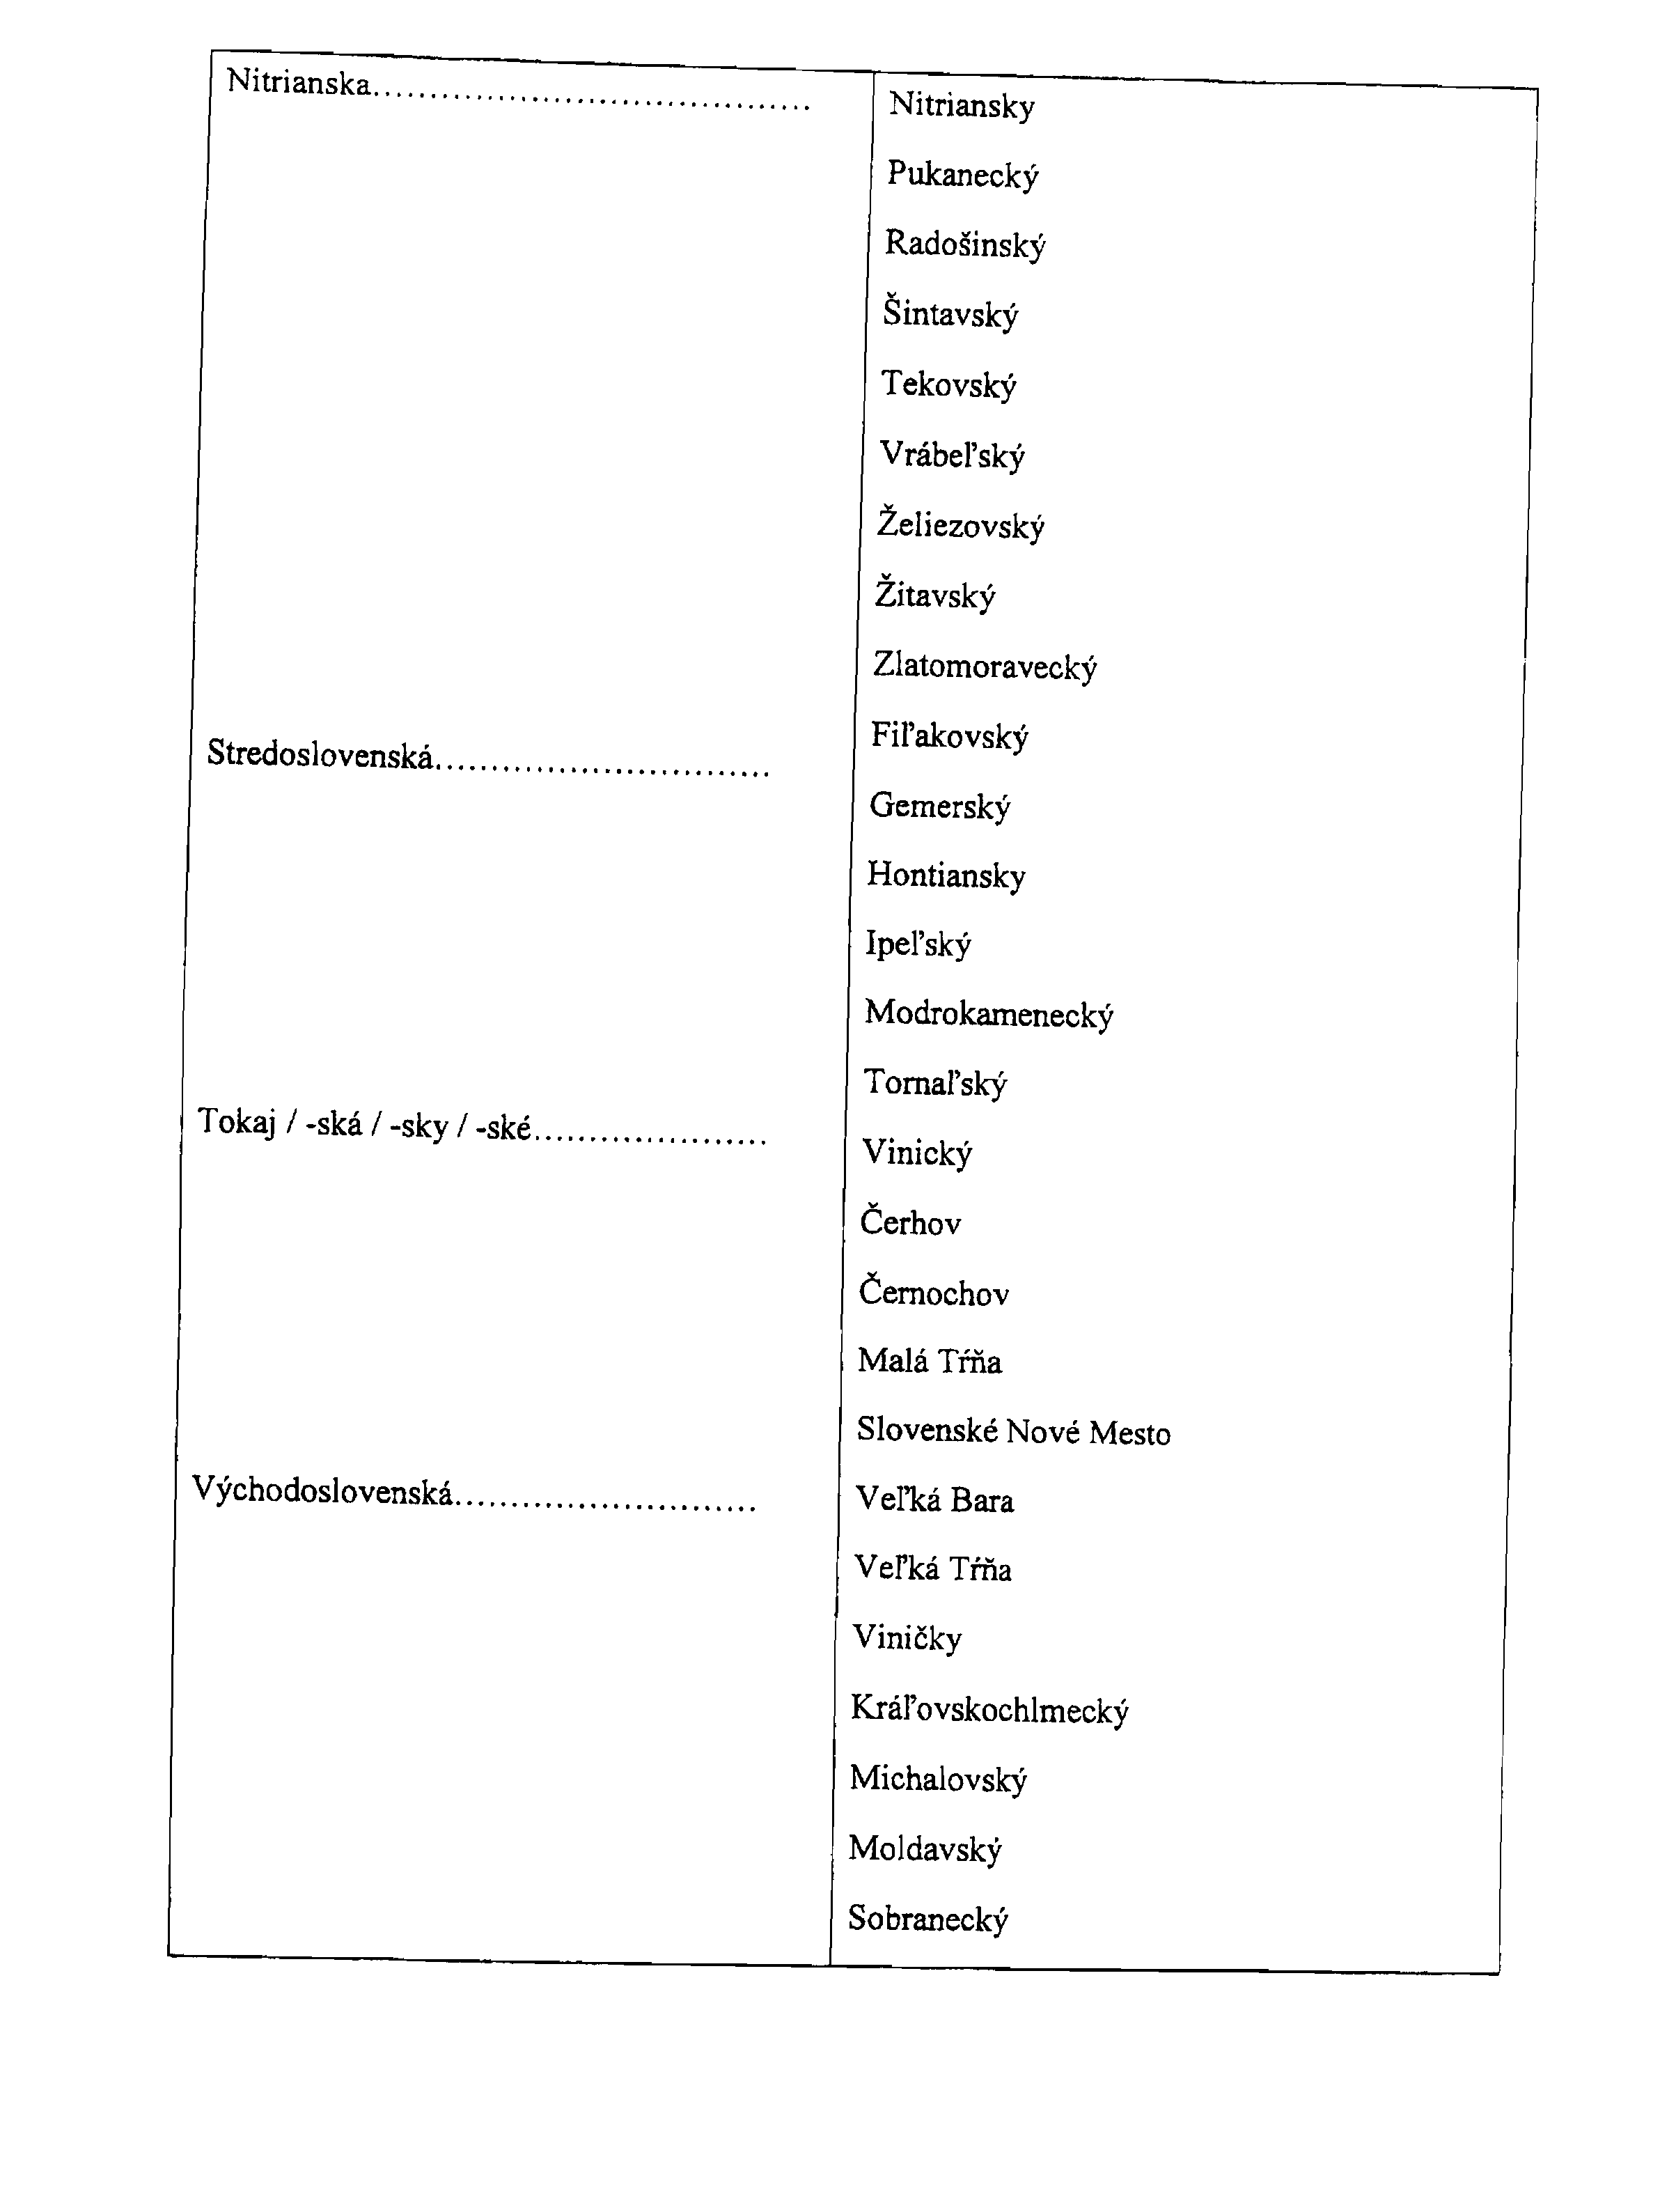 Nitrianska.......................................
Nitriansky
Pukanecký
Radošinský
Šintavský
Tekovský
Vrábeľský
Želiezovský
Žitavský
Zlatomoravecký
Stredoslovenská..............................
Fiľakovský
Gemerský
Hontiansky
Ipeľský
Modrokamenecký
Tornaľský
Tokaj / -ská / -sky / -ské.....................
Vinický
Čerhov
Černochov
Malá Tŕňa
Slovenské Nové Mesto
Východoslovenská...........................
Veľká Bara
Veľká Tŕňa
Viničky
Kráľovskochlmecký
Michalovský
Moldavský
Sobranecký